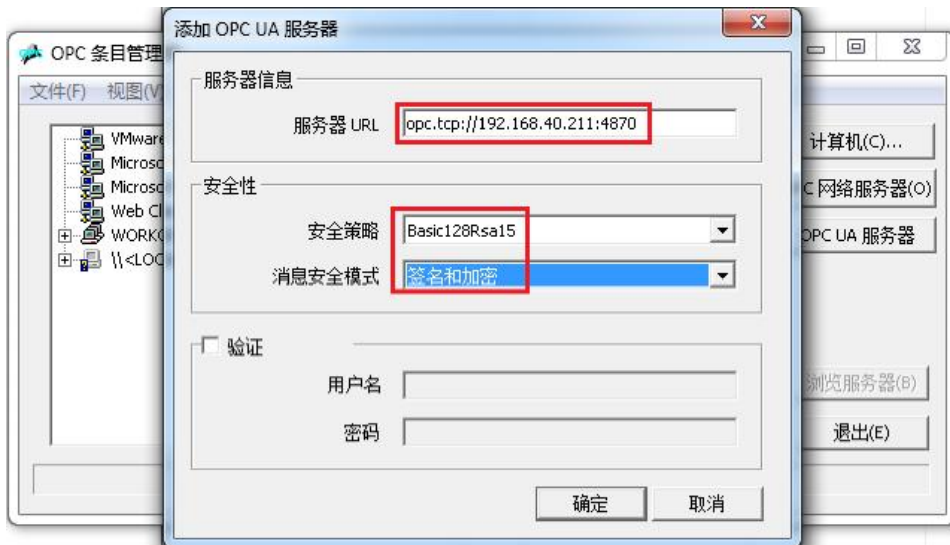 添加 OPC UA 服务器
OPC 条目管理
文件(F) 视图(V
服务器信息
服务器 URL opc.tcp://192.168.40.211:4870
安全性
安全策略 Basic128Rsa15
消息安全模式 签名和加密
验证
用户名
密码
确定 取消
VMware
Microso
Microso
Web Cl
WORKG
\\<LOC
计算机(C)...
C 网络服务器(O)
OPC UA 服务器
浏览服务器(B)
退出(E)